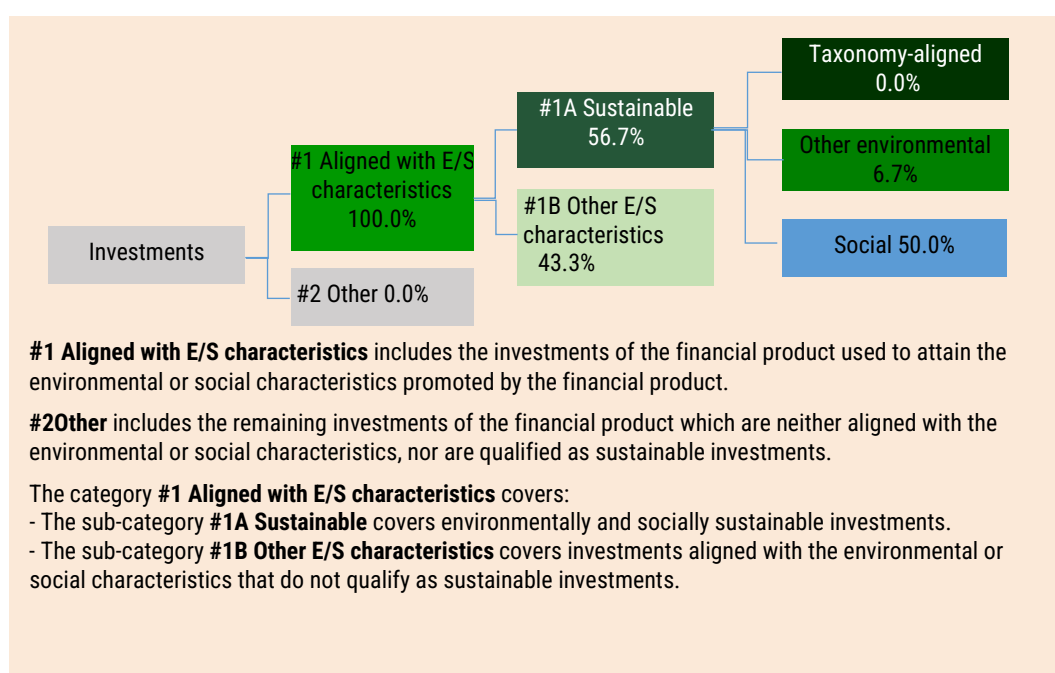 Taxonomy-aligned
0.0%
#1A Sustainable
56.7%
Other environmental
6.7%
#1 Aligned with E/S
characteristics
100.0%
#1B Other E/S
characteristics
43.3%
Investments
Social 50.0%
#2 Other 0.0%
#1 Aligned with E/S characteristics includes the investments of the financial product used to attain the
environmental or social characteristics promoted by the financial product.
#2Other includes the remaining investments of the financial product which are neither aligned with the
environmental or social characteristics, nor are qualified as sustainable investments.
The category #1 Aligned with E/S characteristics covers:
- The sub-category #1A Sustainable covers environmentally and socially sustainable investments.
- The sub-category #1B Other E/S characteristics covers investments aligned with the environmental or
social characteristics that do not qualify as sustainable investments.